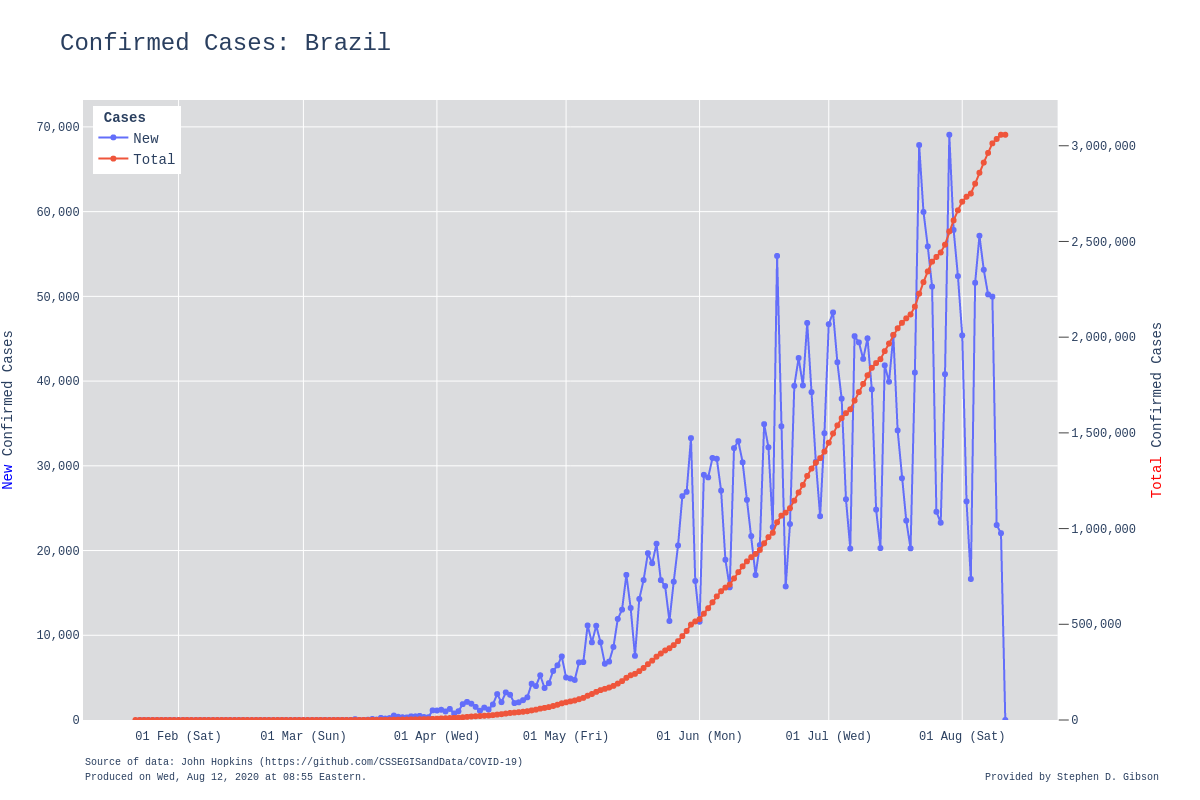 Confirmed Cases: Brazil
Cases
New
Total
70,000
60,000
50,000
40,000
30,000
20,000
10,000
0
New Confirmed Cases
3,000,000
2,500,000
2,000,000
1,500,000
1,000,000
500,000
0
Total Confirmed Cases
01 Feb (Sat)
01 Mar (Sun)
01 Apr (Wed)
01 May (Fri)
01 Jun (Mon)
01 Jul (Wed)
01 Aug (Sat)
Source of data: John Hopkins (https://github.com/CSSEGISandData/COVID-19)
Produced on Wed, Aug 12, 2020 at 08:55 Eastern.
Provided by Stephen D. Gibson